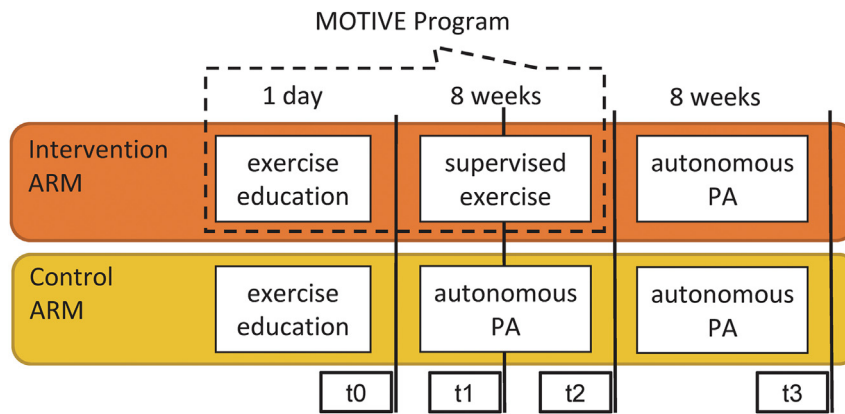 MOTIVE Program
1 day
8 weeks
8 weeks
Intervention
ARM
exercise
education
supervised
exercise
autonomous
PA
Control
ARM
exercise
education
autonomous
PA
autonomous
PA
t0
t1
t2
t3